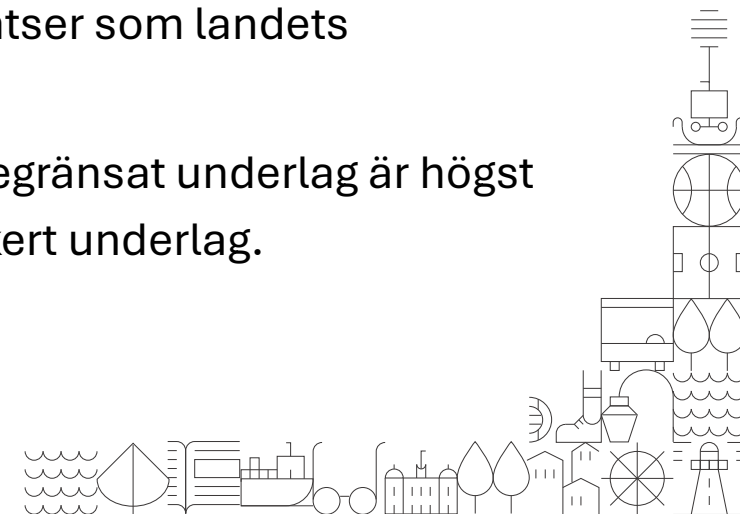 ntser som landets
egränsat underlag är högst
kert underlag.